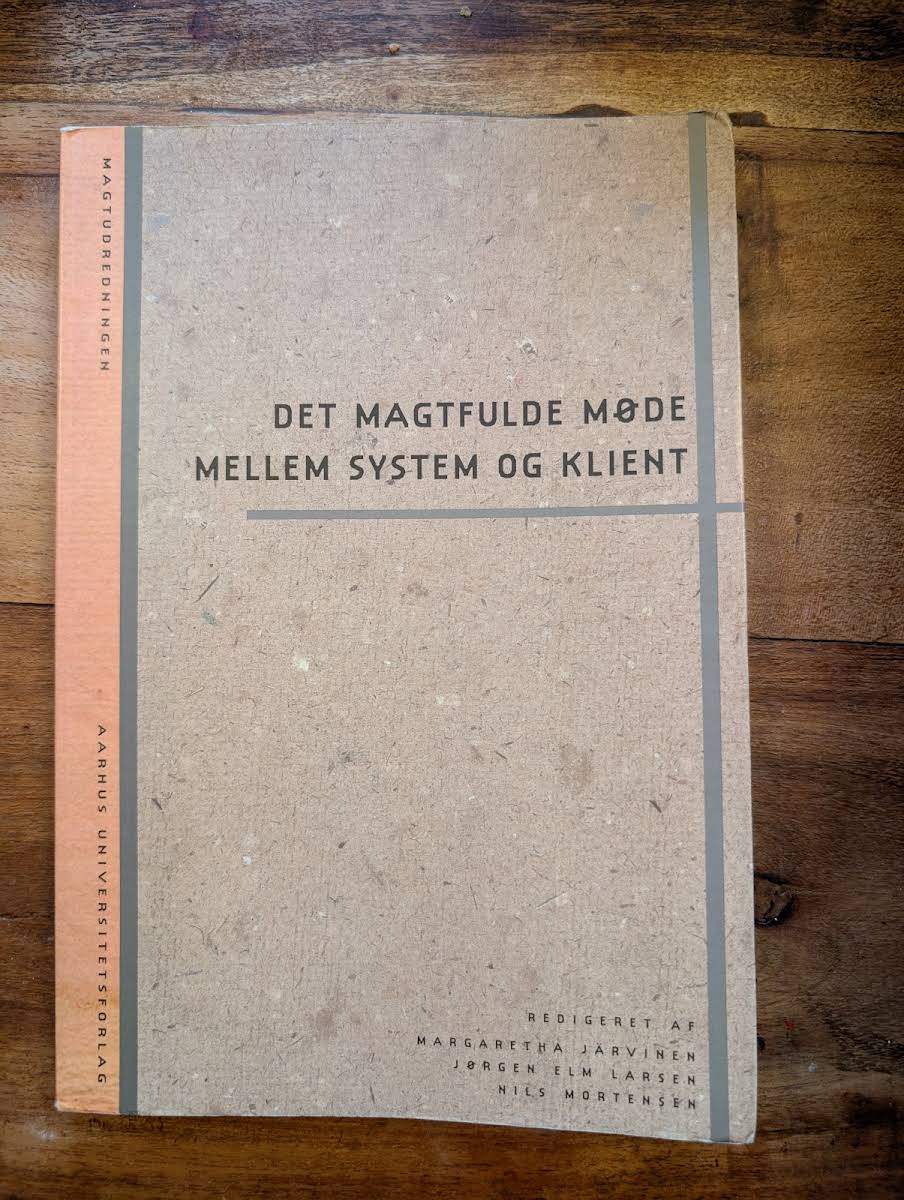 MAGTUDREDNINGEN
DET MAGTFULDE MØDE
MELLEM SYSTEM OG KLIENT
AARHUS UNIVERSITETSFORLAG
REDIGERET AF
MARGARETHA JÄRVINEN
JØRGEN ELM LARSEN
NILS MORTENSEN